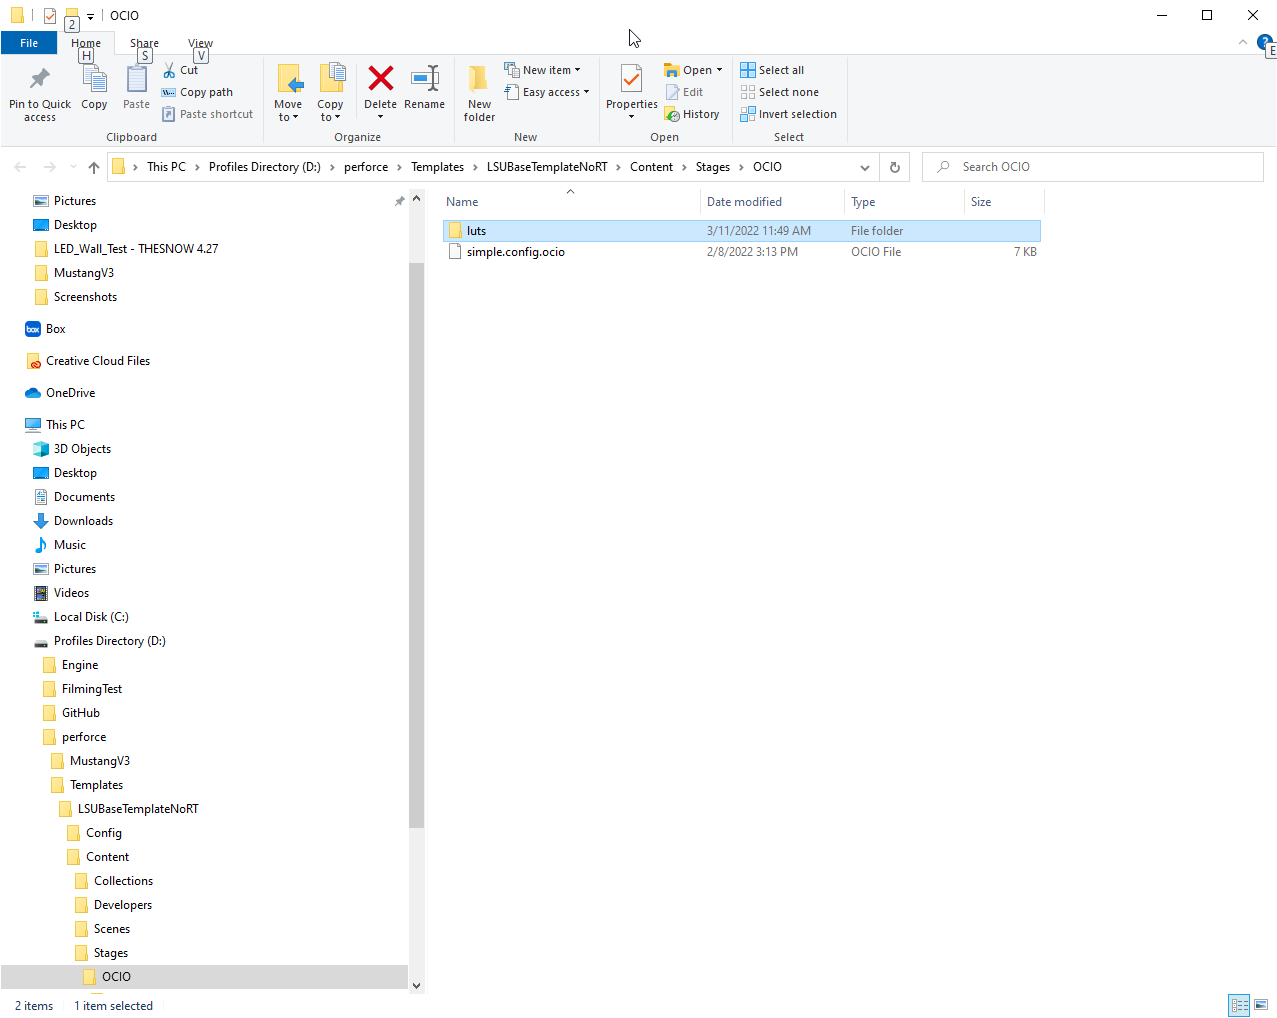 2
OCIO
File
Home
Share
View
H
S
V
?
E
Pin to Quick access
Copy
Paste
Cut
Copy path
Paste shortcut
Clipboard
Move to
Copy to
Delete
Rename
Organize
New folder
New item
Easy access
New
Properties
Open
Edit
History
Open
Select all
Select none
Invert selection
Select
This PC > Profiles Directory (D:) > perforce > Templates > LSUBaseTemplateNoRT > Content > Stages > OCIO
Search OCIO
Name Date modified Type Size
luts 3/11/2022 11:49 AM File folder
simple.config.ocio 2/8/2022 3:13 PM OCIO File 7 KB
Pictures
Desktop
LED_Wall_Test - THESNOW 4.27
MustangV3
Screenshots
box Box
Creative Cloud Files
OneDrive
This PC
3D Objects
Desktop
Documents
Downloads
Music
Pictures
Videos
Local Disk (C:)
Profiles Directory (D:)
Engine
FilmingTest
GitHub
perforce
MustangV3
Templates
LSUBaseTemplateNoRT
Config
Content
Collections
Developers
Scenes
Stages
OCIO
2 items 1 item selected